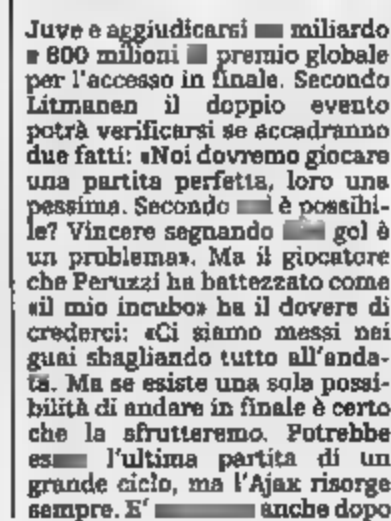 Juve e aggiudicarsi miliardo
e 600 milioni premio globale
per l'accesso in finale. Secondo
Litmanen il doppio evento
potrà verificarsi se accadranno
due fatti: «Noi dovremo giocare
una partita perfetta, loro una
pessima. Secondo è possibi-
le? Vincere segnando gol è
un problema». Ma il giocatore
che Peruzzi ha battezzato come
«il mio incubo» ha il dovere di
crederci: «Ci siamo messi nei
guai sbagliando tutto all'anda-
ta. Ma se esiste una sola possi-
bilità di andare in finale è certo
che la sfrutteremo. Potrebbe
l'ultima partita di un
grande ciclo, ma l'Ajax risorge
sempre. E' anche dopo